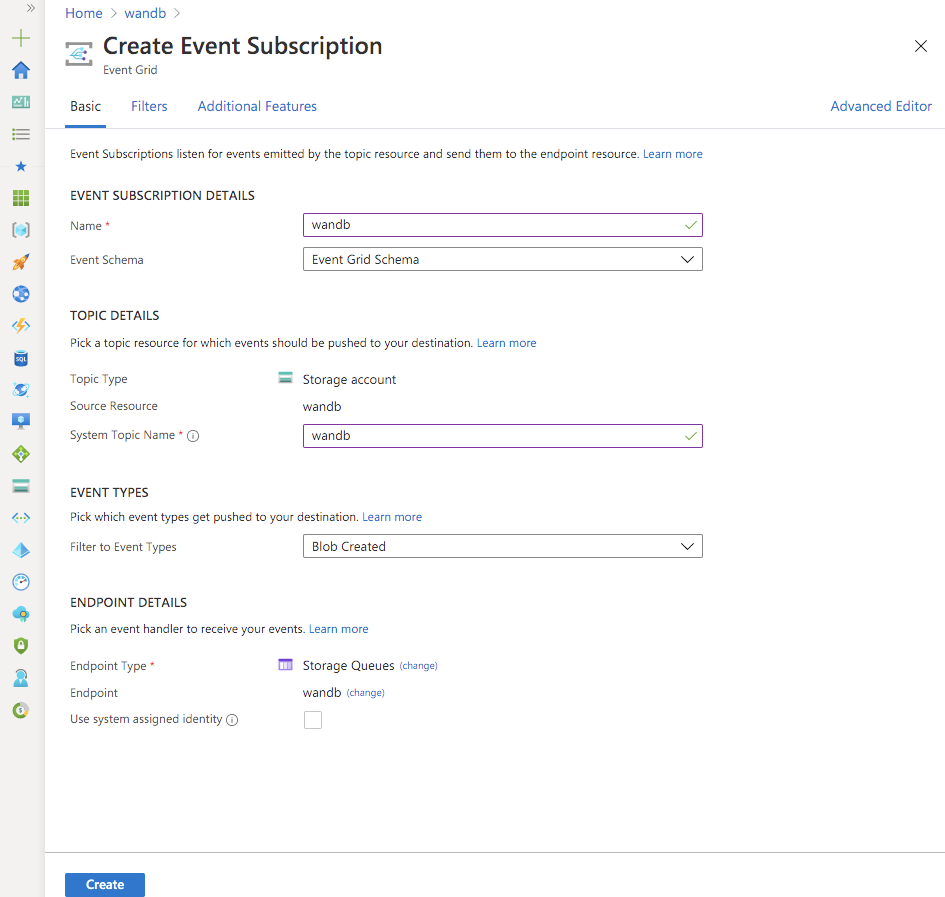 Home > wandb >
Create Event Subscription
Event Grid
Basic Filters Additional Features Advanced Editor
Event Subscriptions listen for events emitted by the topic resource and send them to the endpoint resource. Learn more
EVENT SUBSCRIPTION DETAILS
Name * wandb
Event Schema Event Grid Schema
TOPIC DETAILS
Pick a topic resource for which events should be pushed to your destination. Learn more
Topic Type Storage account
Source Resource wandb
System Topic Name * wandb
EVENT TYPES
Pick which event types get pushed to your destination. Learn more
Filter to Event Types Blob Created
ENDPOINT DETAILS
Pick an event handler to receive your events. Learn more
Endpoint Type * Storage Queues (change)
Endpoint wandb (change)
Use system assigned identity
Create
SQL